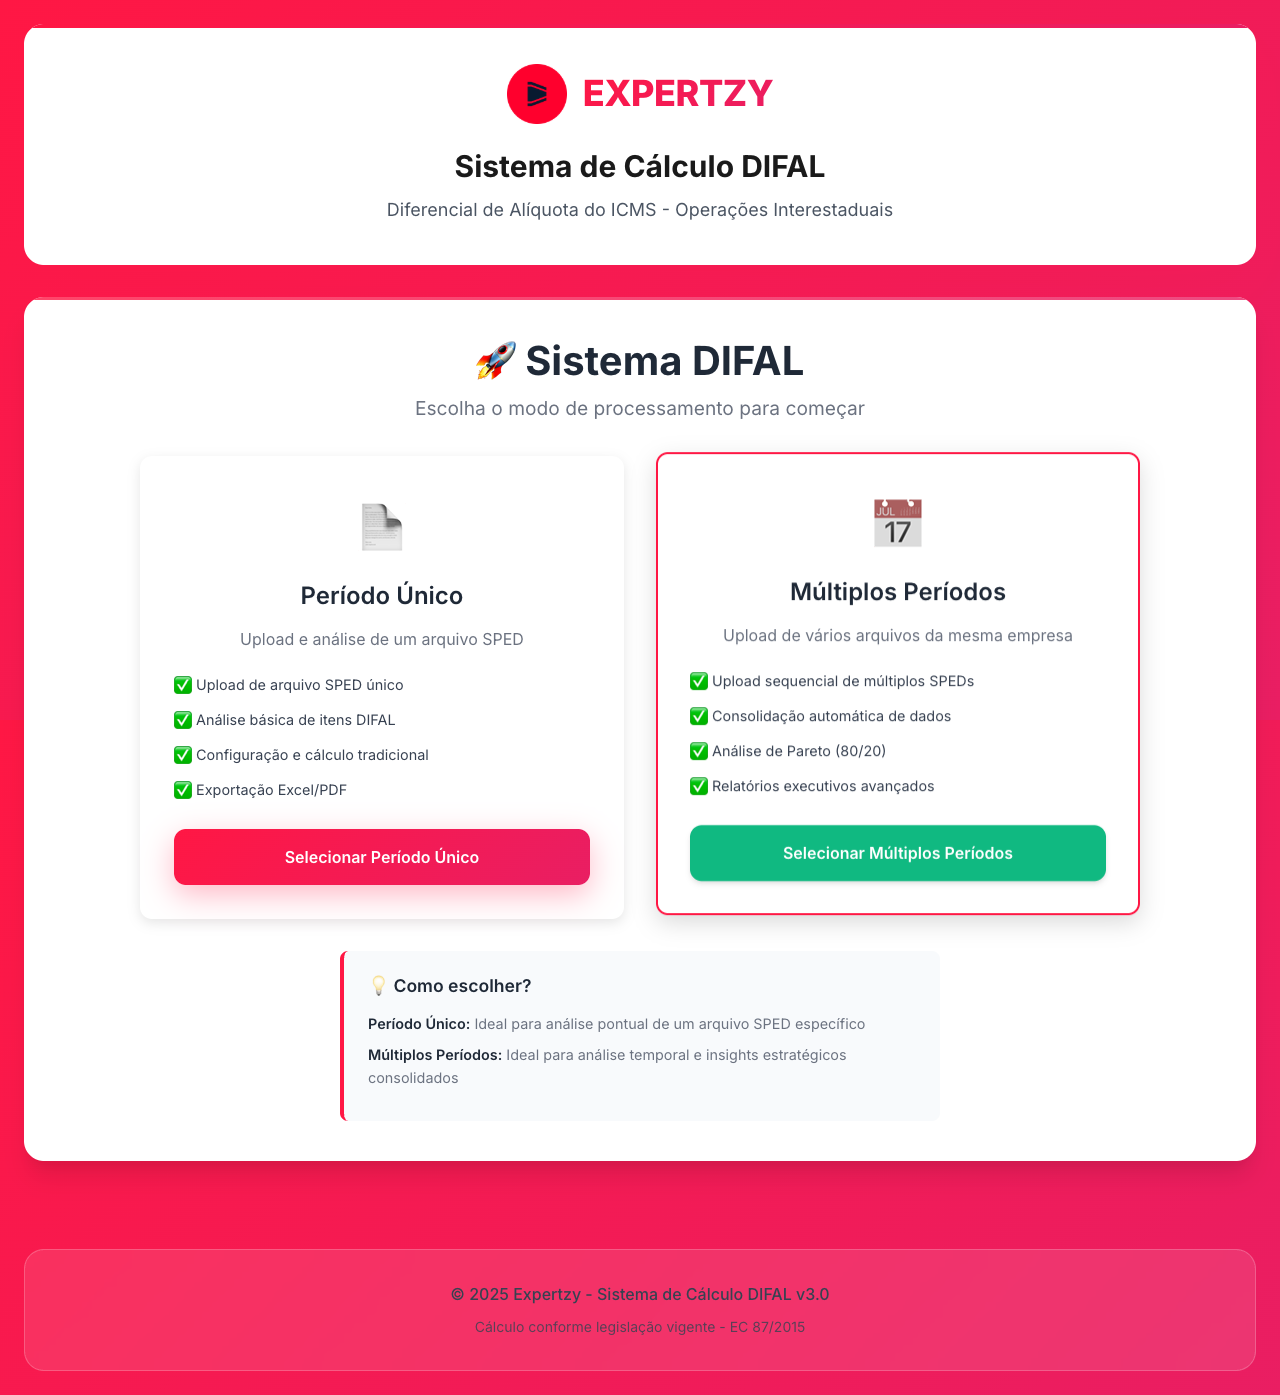 EXPERTZY
Sistema de Cálculo DIFAL
Diferencial de Alíquota do ICMS - Operações Interestaduais
🚀 Sistema DIFAL
Escolha o modo de processamento para começar
Período Único
Upload e análise de um arquivo SPED
✅ Upload de arquivo SPED único
✅ Análise básica de itens DIFAL
✅ Configuração e cálculo tradicional
✅ Exportação Excel/PDF
Selecionar Período Único
JUL
17
Múltiplos Períodos
Upload de vários arquivos da mesma empresa
✅ Upload sequencial de múltiplos SPEDs
✅ Consolidação automática de dados
✅ Análise de Pareto (80/20)
✅ Relatórios executivos avançados
Selecionar Múltiplos Períodos
💡 Como escolher?
Período Único: Ideal para análise pontual de um arquivo SPED específico
Múltiplos Períodos: Ideal para análise temporal e insights estratégicos
consolidados
© 2025 Expertzy - Sistema de Cálculo DIFAL v3.0
Cálculo conforme legislação vigente - EC 87/2015